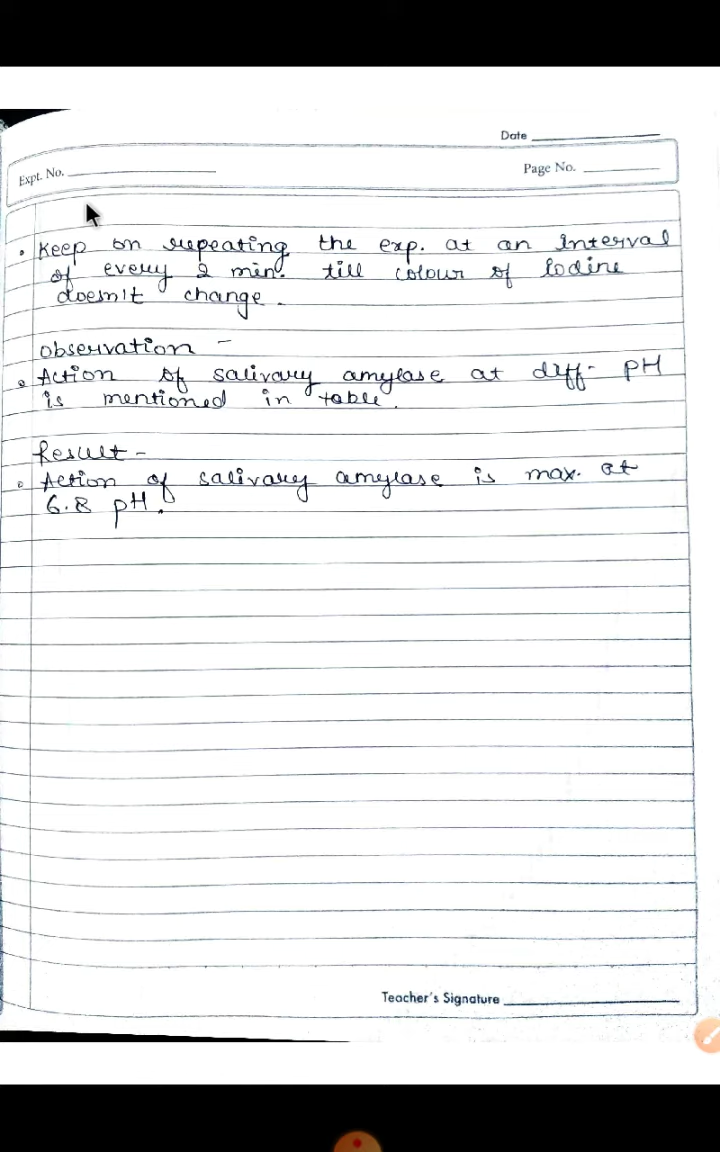 Date
Expt. No.
Page No.
• Keep on repeating the exp. at an interval
of every 2 min. till colour of Iodine
doesn't change.
Observation -
• Action of salivary amylase at diff. pH
is mentioned in table.
Result -
• Action of salivary amylase is max. at
6.8 pH.
Teacher's Signature